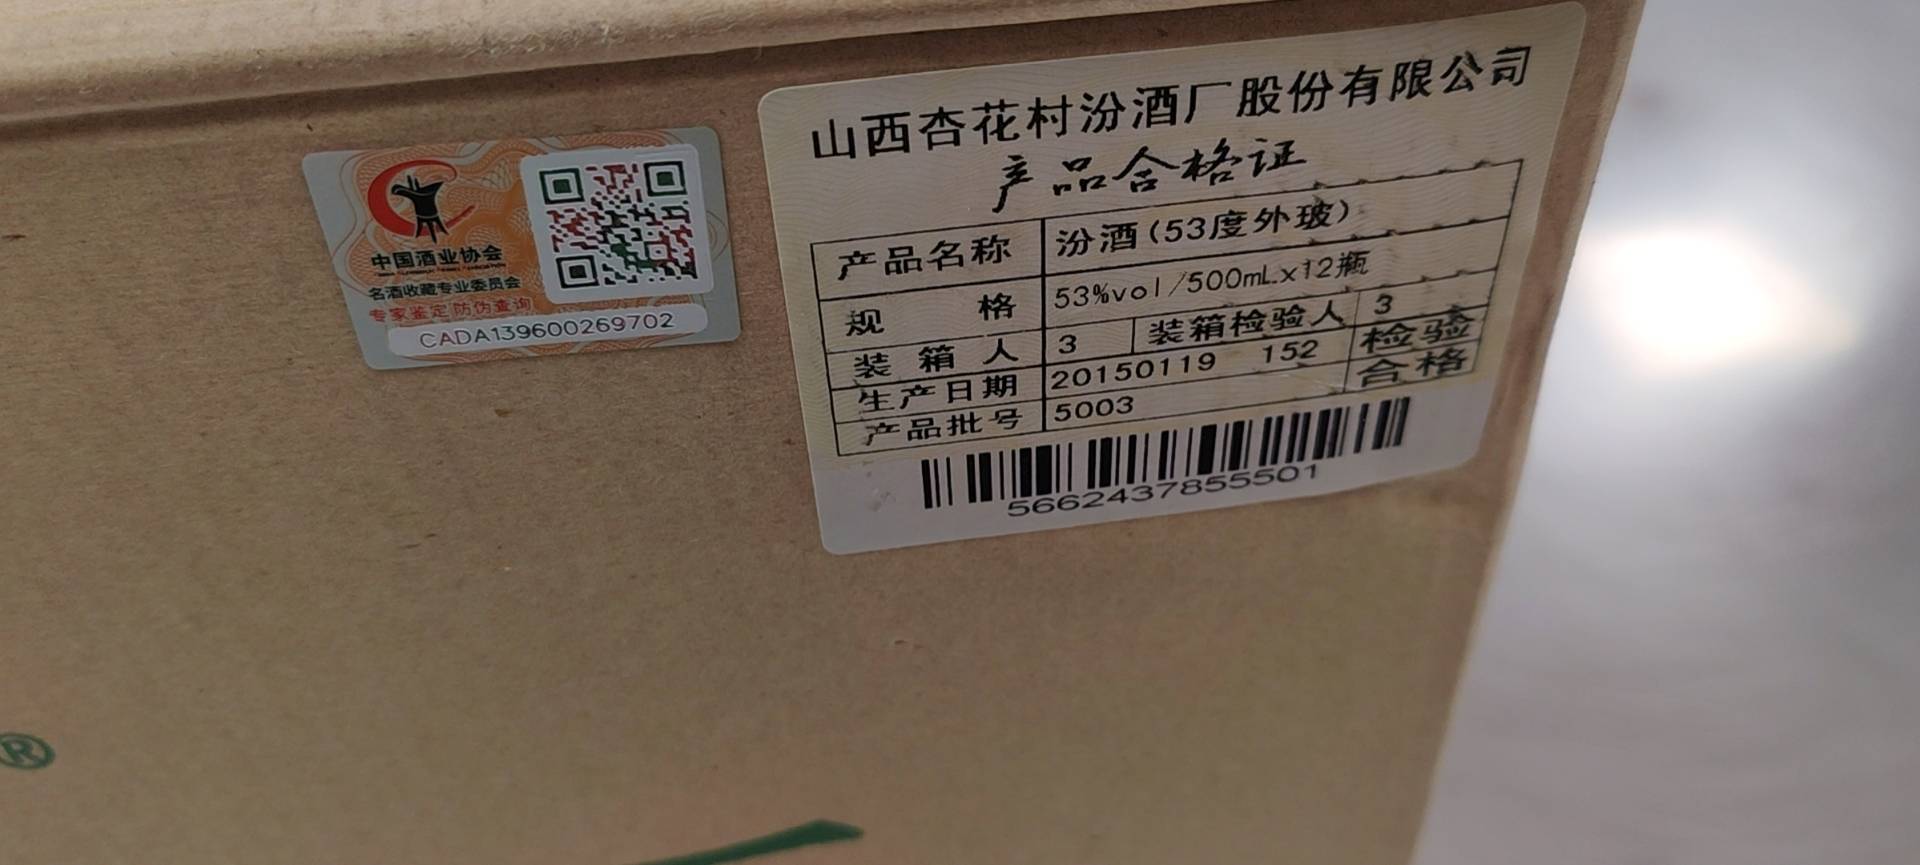 中国酒业协会
名酒收藏专业委员会
专家鉴定 防伪查询
CADA139600269702
山西杏花村汾酒厂股份有限公司
产品合格证
产品名称 汾酒(53度外玻)
规格 53%vol/500mL×12瓶
装箱人 3 装箱检验人 3
生产日期 20150119 152 检验
产品批号 5003 合格
5662437855501
®